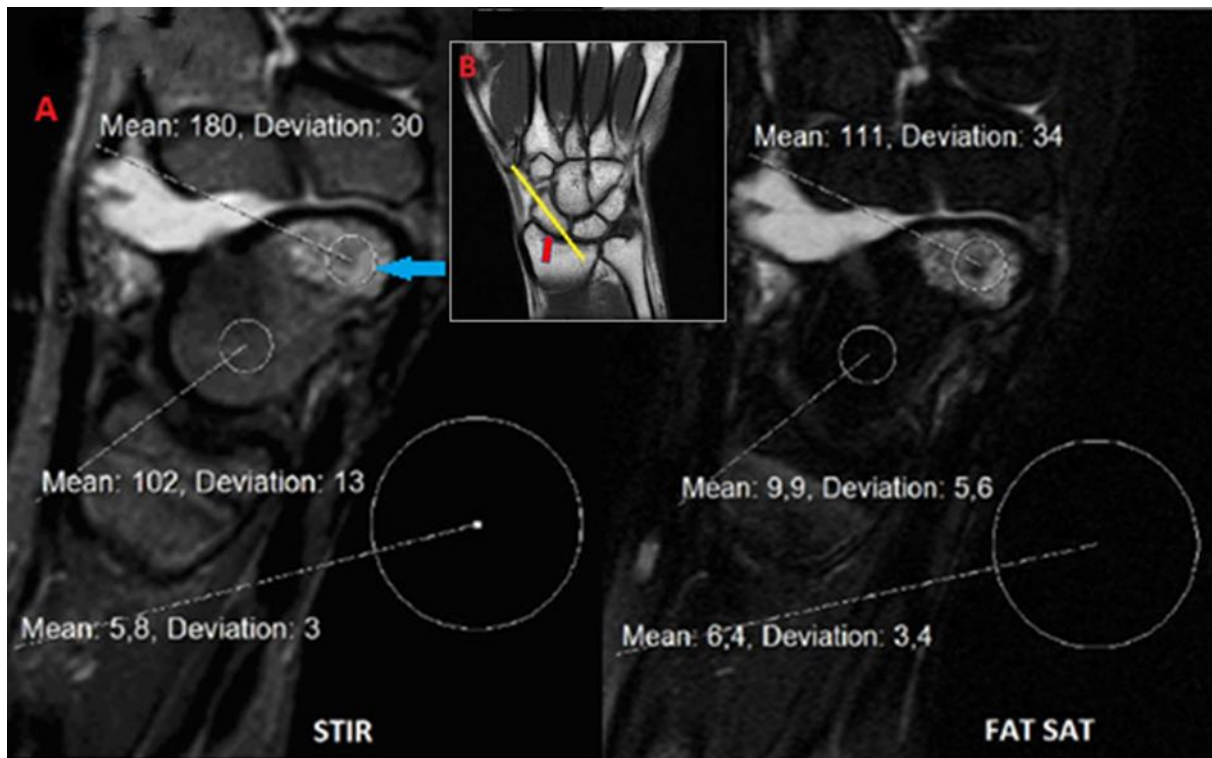 A
B
Mean: 180, Deviation: 30
Mean: 111, Deviation: 34
Mean: 102, Deviation: 13
Mean: 9,9, Deviation: 5,6
Mean: 5,8, Deviation: 3
Mean: 6,4, Deviation: 3,4
STIR
FAT SAT